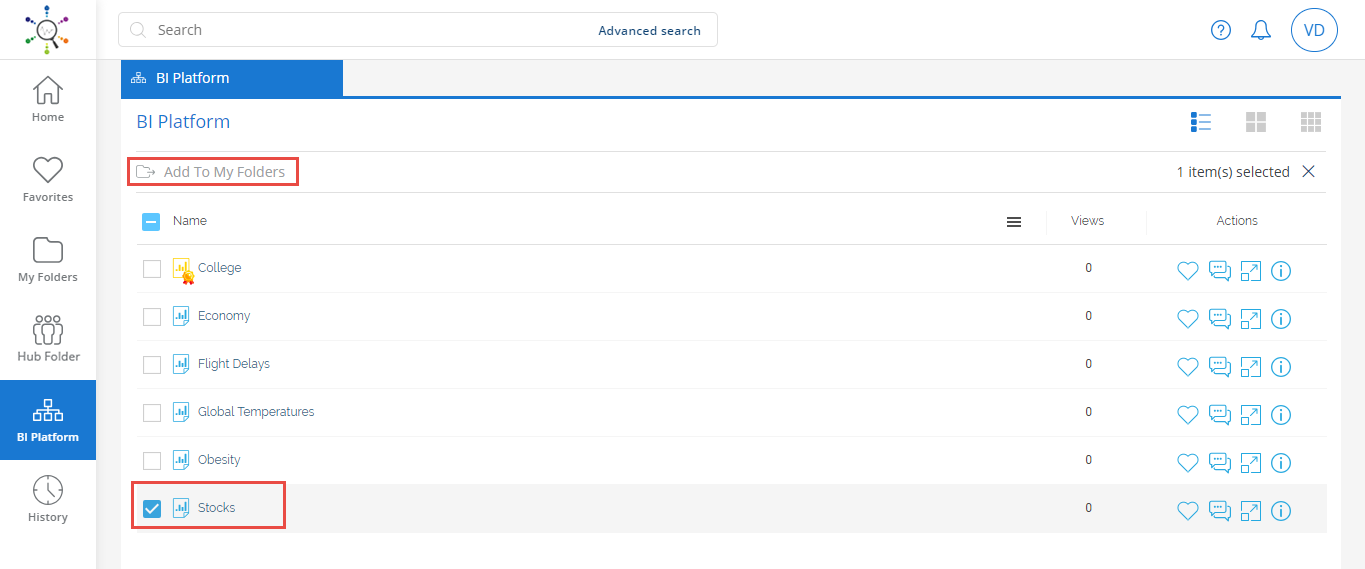 Search
Advanced search
VD
Home
Favorites
My Folders
Hub Folder
BI Platform
History
BI Platform
BI Platform
Add To My Folders
1 item(s) selected
Name Views Actions
College 0
Economy 0
Flight Delays 0
Global Temperatures 0
Obesity 0
Stocks 0